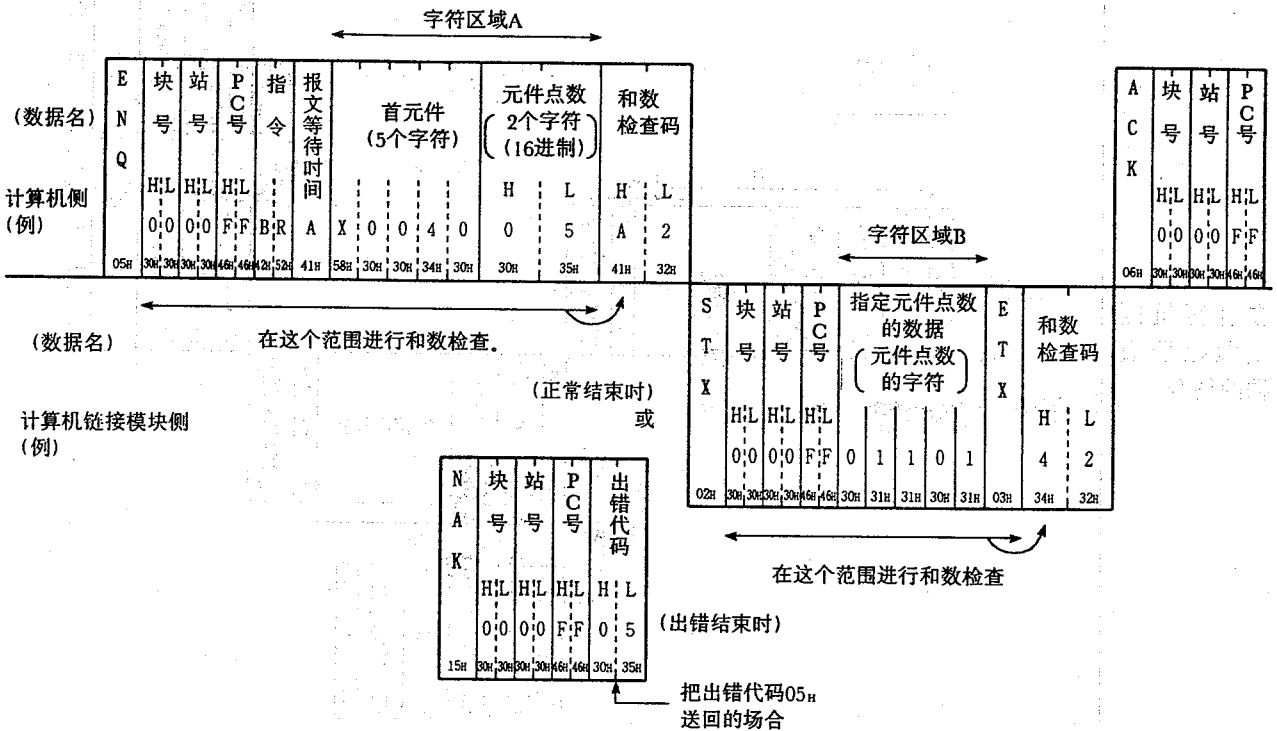 字符区域A
(数据名)
计算机侧
(例)
ENQ
块号
站号
PC号
指令
报文等待时间
首元件
(5个字符)
元件点数
2个字符
(16进制)
和数
检查码
H L H L H L H L H L
0 0 0 0 F F B R A X 0 0 4 0 0 5 A 2
05H 30H 30H 30H 30H 46H 46H 42H 52H 41H 58H 30H 30H 34H 30H 30H 35H 41H 32H
在这个范围进行和数检查.
ACK
块号
站号
PC号
H L H L H L
0 0 0 0 F F
06H 30H 30H 30H 30H 46H 46H
字符区域B
(数据名)
计算机链接模块侧
(例)
(正常结束时)
或
STX
块号
站号
PC号
指定元件点数
的数据
元件点数
的字符
ETX
和数
检查码
H L H L H L H L
0 0 0 0 F F 0 1 1 0 1 4 2
02H 30H 30H 30H 30H 46H 46H 30H 31H 31H 30H 31H 03H 34H 32H
在这个范围进行和数检查
NAK
块号
站号
PC号
出错代码
H L H L H L H L
0 0 0 0 F F 0 5
15H 30H 30H 30H 30H 46H 46H 30H 35H
(出错结束时)
把出错代码05H
送回的场合